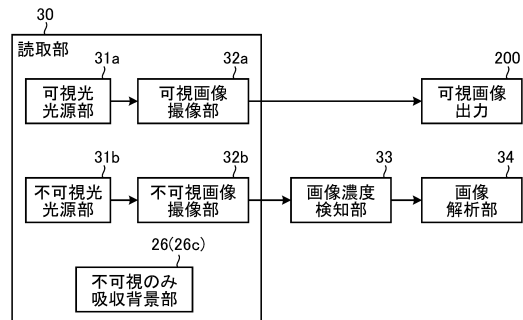 30
読取部
31a
32a
200
可視光
光源部
可視画像
撮像部
可視画像
出力
31b
32b
33
34
不可視光
光源部
不可視画像
撮像部
画像濃度
検知部
画像
解析部
26(26c)
不可視のみ
吸収背景部